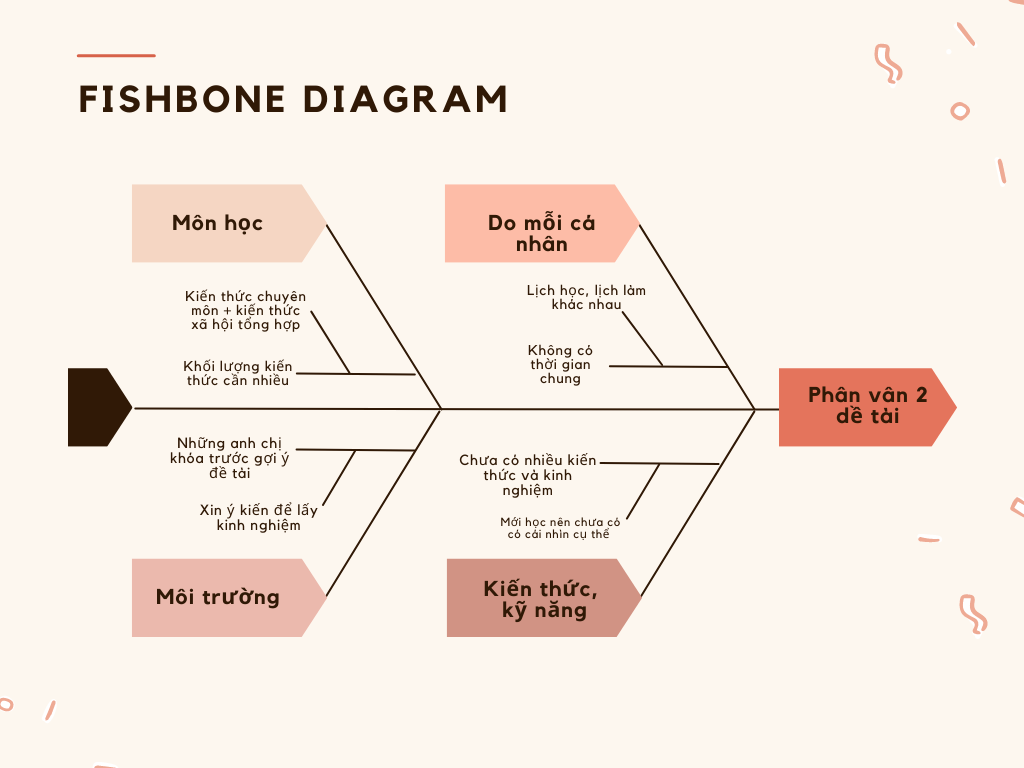 FISHBONE DIAGRAM
Môn học
Do mỗi cá
nhân
Kiến thức chuyên
môn + kiến thức
xã hội tổng hợp
Lịch học, lịch làm
khác nhau
Khối lượng kiến
thức cần nhiều
Không có
thời gian
chung
Phân vân 2
dề tài
Những anh chị
khóa trước gợi ý
đề tài
Chưa có nhiều kiến
thức và kinh
nghiệm
Xin ý kiến để lấy
kinh nghiệm
Mới học nên chưa có
có cái nhìn cụ thể
Môi trường
Kiến thức,
kỹ năng